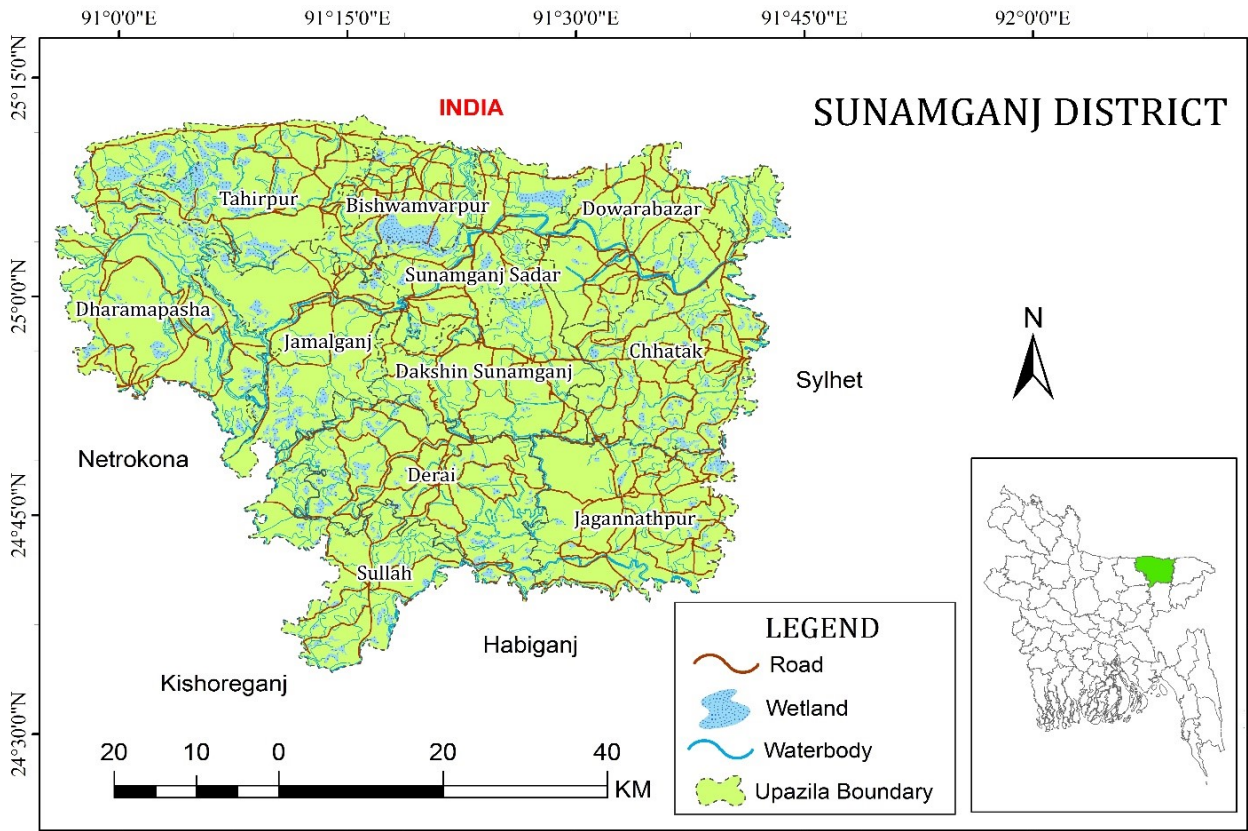 91°0'0"E 91°15'0"E 91°30'0"E 91°45'0"E 92°0'0"E
25°15'0"N
INDIA
SUNAMGANJ DISTRICT
Tahirpur
Bishwamvarpur
Dowarabazar
Sunamganj Sadar
25°0'0"N
Dharamapasha
N
Jamalganj
Chhatak
Dakshin Sunamganj
Sylhet
Netrokona
Derai
24°45'0"N
Jagannathpur
Sullah
LEGEND
Habiganj
Road
Kishoreganj
Wetland
24°30'0"N
Waterbody
20 10 0 20 40
KM
Upazila Boundary